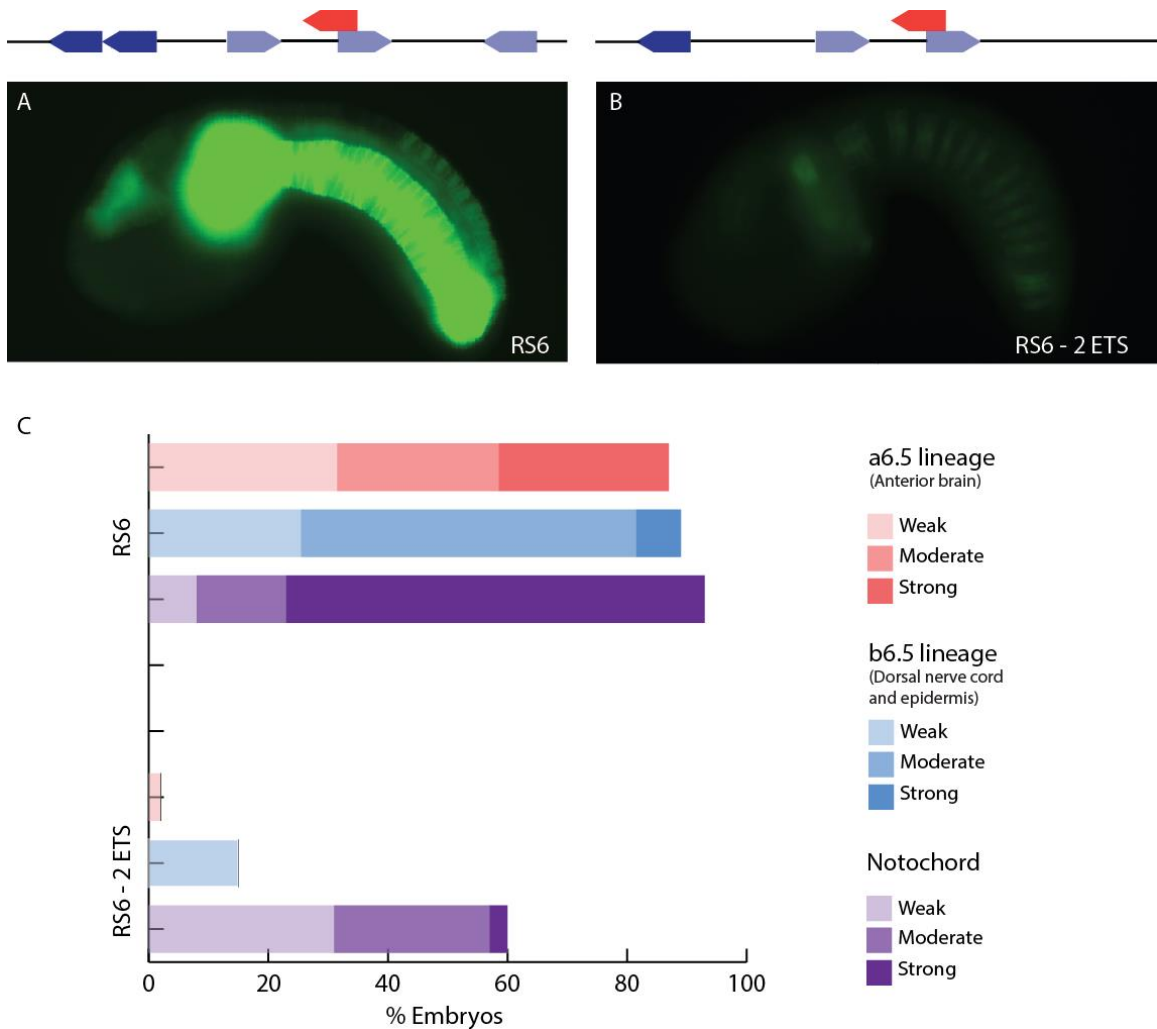 A
RS6
B
RS6 - 2 ETS
C
RS6
RS6 - 2 ETS
0 20 40 60 80 100
% Embryos
a6.5 lineage
(Anterior brain)
Weak
Moderate
Strong
b6.5 lineage
(Dorsal nerve cord
and epidermis)
Weak
Moderate
Strong
Notochord
Weak
Moderate
Strong